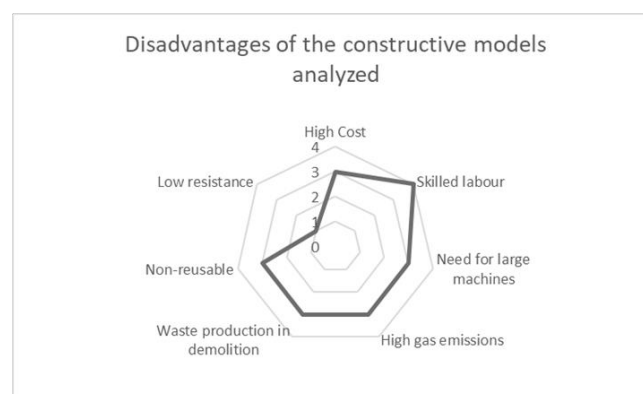 Disadvantages of the constructive models
analyzed
High Cost
4
3
2
1
0
Skilled labour
Need for large
machines
High gas emissions
Waste production in
demolition
Non-reusable
Low resistance